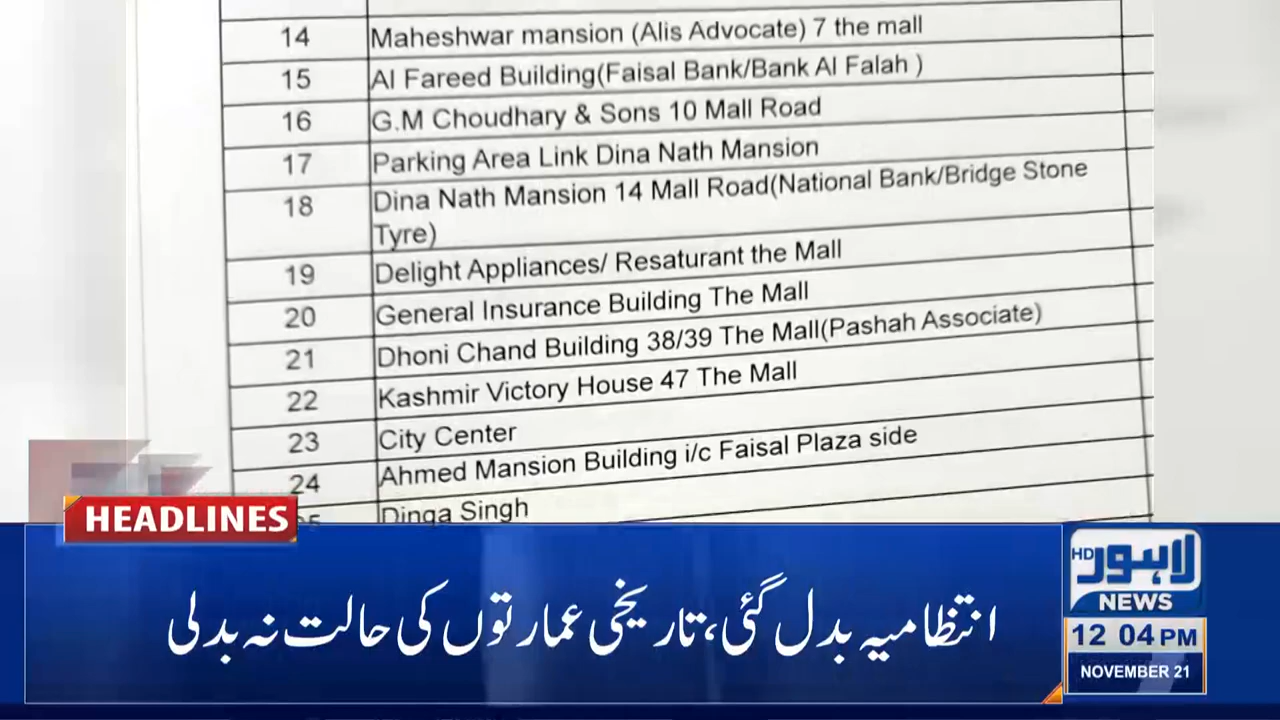 14 Maheshwar mansion (Alis Advocate) 7 the mall
15 Al Fareed Building(Faisal Bank/Bank Al Falah )
16 G.M Choudhary & Sons 10 Mall Road
17 Parking Area Link Dina Nath Mansion
18 Dina Nath Mansion 14 Mall Road(National Bank/Bridge Stone
Tyre)
19 Delight Appliances/ Resaturant the Mall
20 General Insurance Building The Mall
21 Dhoni Chand Building 38/39 The Mall(Pashah Associate)
22 Kashmir Victory House 47 The Mall
23 City Center
24 Ahmed Mansion Building i/c Faisal Plaza side
Dinga Singh
HEADLINES
انتظامیہ بدل گئی، تاریخی عمارتوں کی حالت نہ بدلی
HD لاہور
NEWS
12 04 PM
NOVEMBER 21